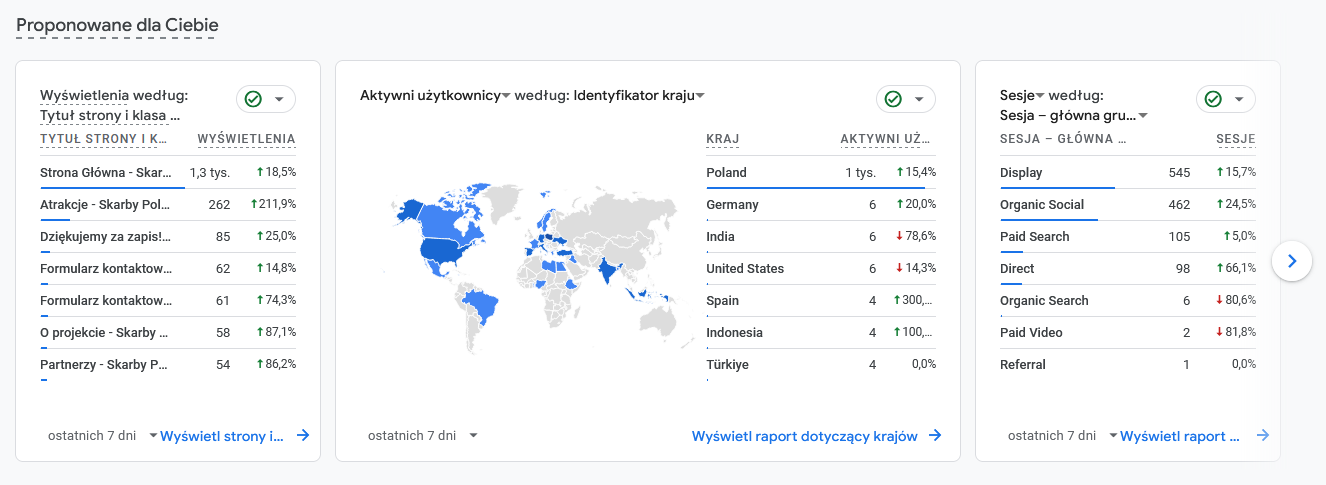 Proponowane dla Ciebie
Wyświetlenia według:
Tytuł strony i klasa ...
TYTUŁ STRONY I K... WYŚWIETLENIA
Strona Główna - Skar... 1,3 tys. 18,5%
Atrakcje - Skarby Pol... 262 211,9%
Dziękujemy za zapis!... 85 25,0%
Formularz kontaktow... 62 14,8%
Formularz kontaktow... 61 74,3%
O projekcie - Skarby ... 58 87,1%
Partnerzy - Skarby P... 54 86,2%
ostatnich 7 dni Wyświetl strony i...
Aktywni użytkownicy według: Identyfikator kraju
KRAJ AKTYWNI UŻ...
Poland 1 tys. 15,4%
Germany 6 20,0%
India 6 78,6%
United States 6 14,3%
Spain 4 300,...
Indonesia 4 100,...
Türkiye 4 0,0%
ostatnich 7 dni Wyświetl raport dotyczący krajów
Sesje według:
Sesja – główna gru...
SESJA – GŁÓWNA ... SESJE
Display 545 15,7%
Organic Social 462 24,5%
Paid Search 105 5,0%
Direct 98 66,1%
Organic Search 6 80,6%
Paid Video 2 81,8%
Referral 1 0,0%
ostatnich 7 dni Wyświetl raport ...